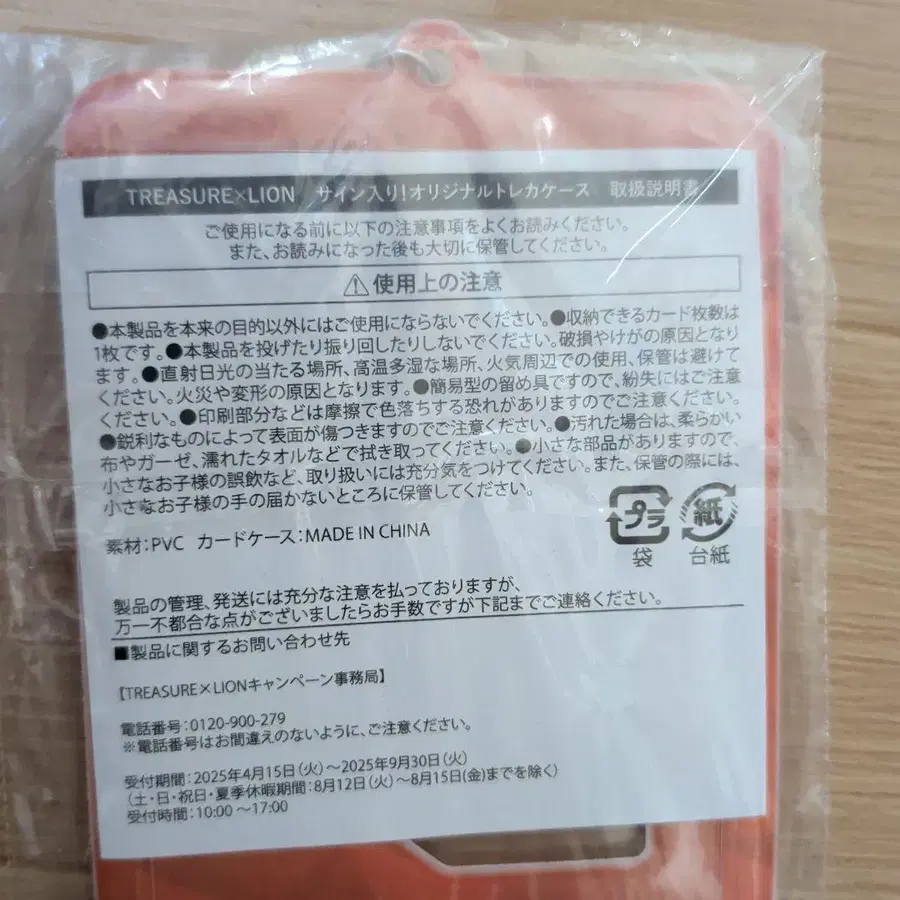 TREASURE×LION サイン入り!オリジナルトレカケース 取扱説明書
ご使用になる前に以下の注意事項をよくお読みください。
また、お読みになった後も大切に保管してください。
⚠使用上の注意
●本製品を本来の目的以外にはご使用にならないでください。●収納できるカード枚数は
1枚です。●本製品を投げたり振り回したりしないでください。破損やけがの原因となり
ます。●直射日光の当たる場所、高温多湿な場所、火気周辺での使用、保管は避けて
ください。火災や変形の原因となります。●簡易型の留め具ですので、紛失にはご注意
ください。●印刷部分などは摩擦で色落ちする恐れがありますのでご注意ください。
●鋭利なものによって表面が傷つきますのでご注意ください。●汚れた場合は、柔らかい
布やガーゼ、濡れたタオルなどで拭き取ってください。●小さな部品がありますので、
小さなお子様の誤飲など、取り扱いには充分気をつけてください。また、保管の際には、
小さなお子様の手の届かないところに保管してください。
プラ 紙
袋 台紙
素材:PVC カードケース:MADE IN CHINA
製品の管理、発送には充分な注意を払っておりますが、
万一不都合な点がございましたらお手数ですが下記までご連絡ください。
■製品に関するお問い合わせ先
【TREASURE×LIONキャンペーン事務局】
電話番号:0120-900-279
※電話番号はお間違えのないように、ご注意ください。
受付期間:2025年4月15日(火)~2025年9月30日(火)
(土・日・祝日・夏季休暇期間:8月12日(火)~8月15日(金)までを除く)
受付時間:10:00~17:00